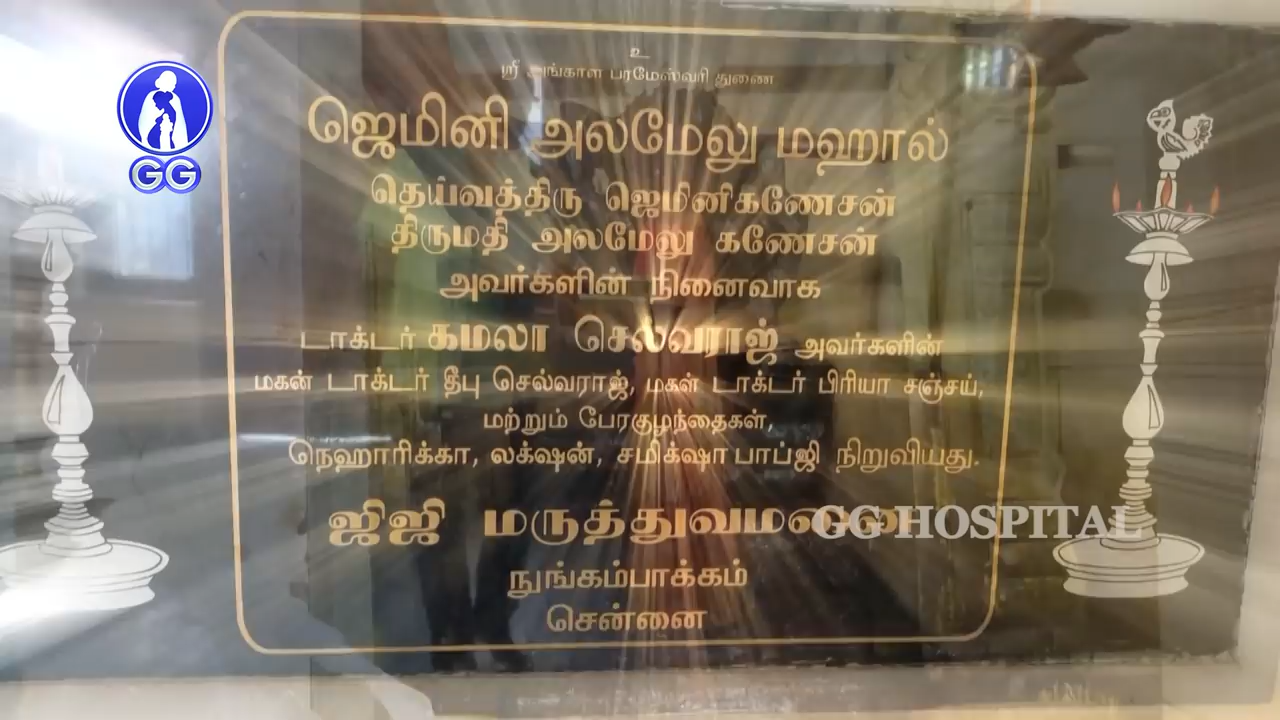 உ
ஸ்ரீ அங்காள பரமேஸ்வரி துணை
ஜெமினி அலமேலு மஹால்
தெய்வத்திரு ஜெமினிகணேசன்
திருமதி அலமேலு கணேசன்
அவர்களின் நினைவாக
டாக்டர் கமலா செல்வராஜ் அவர்களின்
மகன் டாக்டர் தீபு செல்வராஜ், மகள் டாக்டர் பிரியா சஞ்சய்,
மற்றும் பேரகுழந்தைகள்,
நெஹாரிக்கா, லக்‌ஷன், சமிக்‌ஷா பாப்ஜி நிறுவியது.
ஜிஜி மருத்துவமனை
நுங்கம்பாக்கம்
சென்னை
GG
GG HOSPITAL